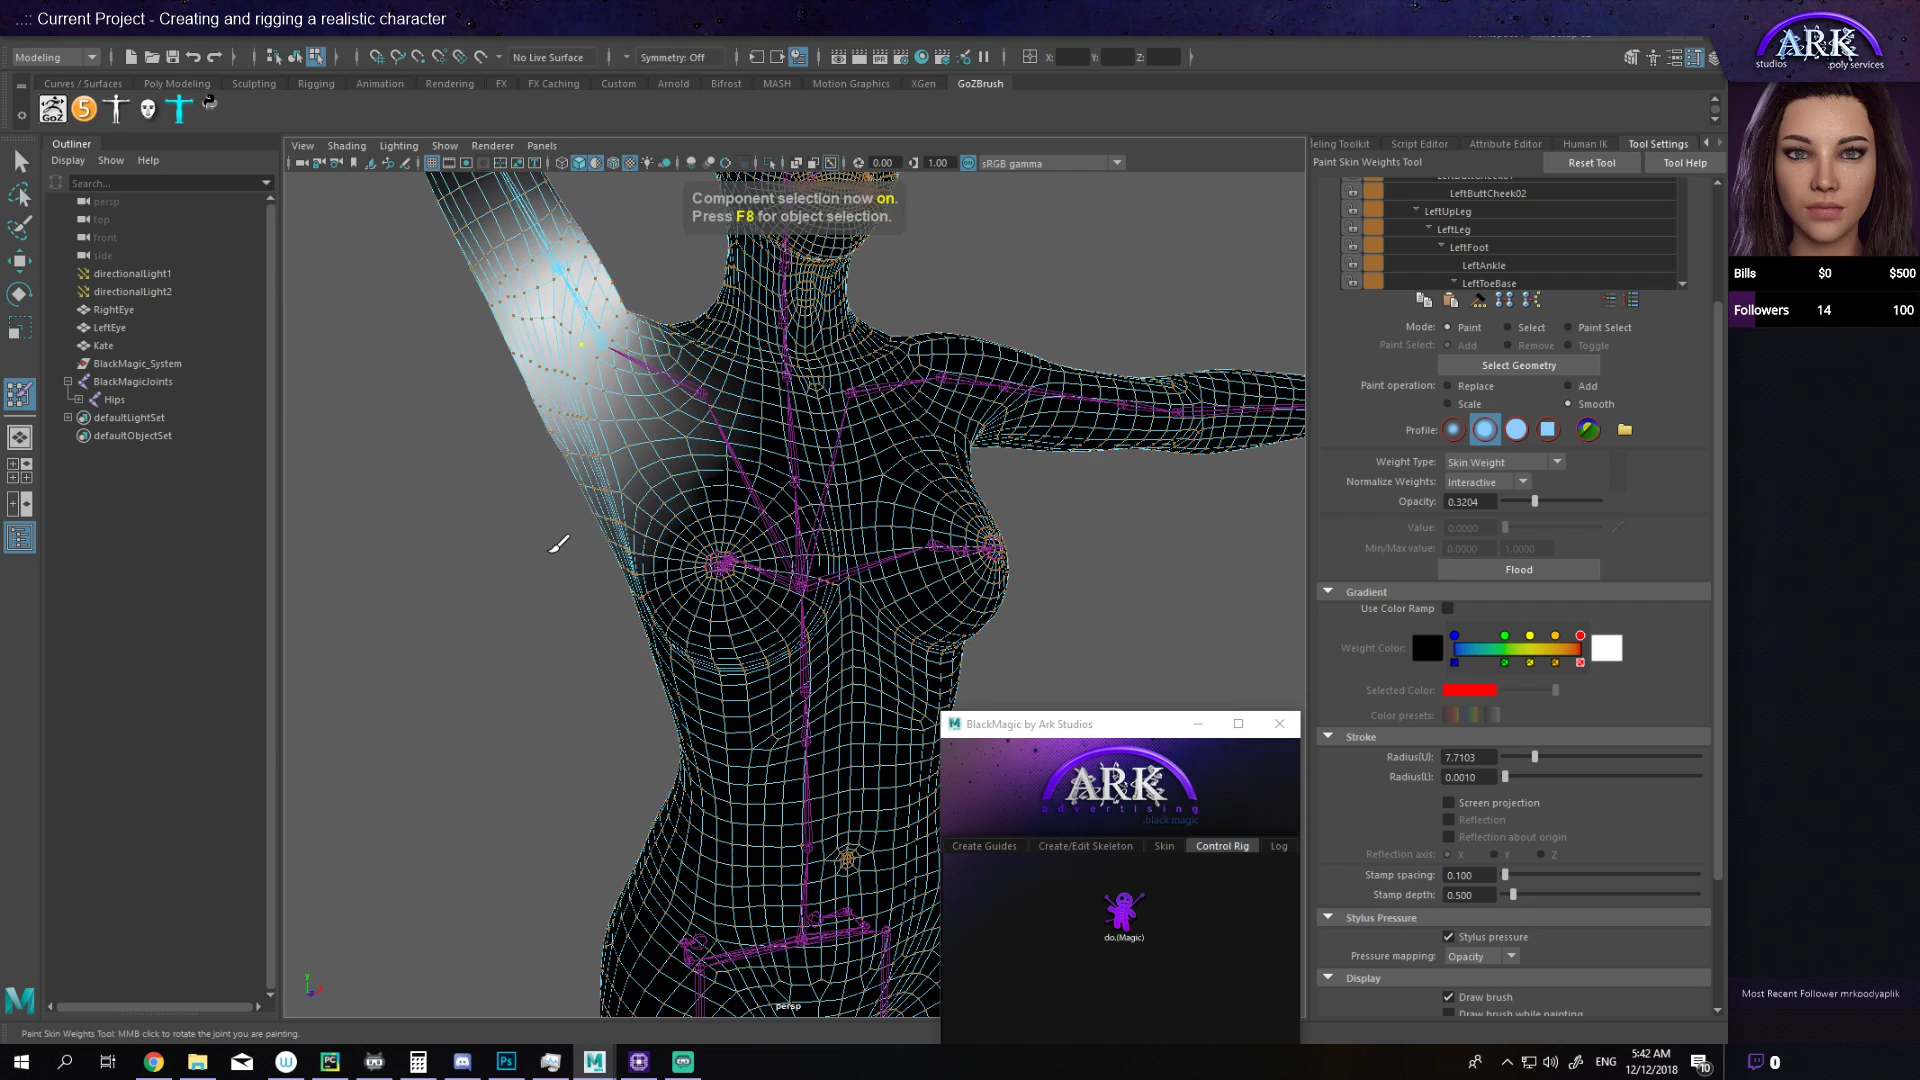 ..:: Current Project - Creating and rigging a realistic character
ARK
studios .poly services
Modeling No Live Surface Symmetry: Off X: Y: Z:
Curves / Surfaces Poly Modeling Sculpting Rigging Animation Rendering FX FX Caching Custom Arnold Bifrost MASH Motion Graphics XGen GoZBrush
GoZ 5
Outliner
Display Show Help
Search...
persp
top
front
side
directionalLight1
directionalLight2
RightEye
LeftEye
Kate
BlackMagic_System
BlackMagicJoints
Hips
defaultLightSet
defaultObjectSet
View Shading Lighting Show Renderer Panels
0.00 1.00 sRGB gamma
Component selection now on.
Press F8 for object selection.
persp
y
eling Toolkit Script Editor Attribute Editor Human IK Tool Settings
Paint Skin Weights Tool Reset Tool Tool Help
LeftButtCheek02
LeftUpLeg
LeftLeg
LeftFoot
LeftAnkle
LeftToeBase
Mode: Paint Select Paint Select
Paint Select: Add Remove Toggle
Select Geometry
Paint operation: Replace Add
Scale Smooth
Profile:
Weight Type: Skin Weight
Normalize Weights: Interactive
Opacity: 0.3204
Value: 0.0000
Min/Max value: 0.0000 1.0000
Flood
Gradient
Use Color Ramp
Weight Color:
Selected Color:
Color presets:
Stroke
Radius(U): 7.7103
Radius(L): 0.0010
Screen projection
Reflection
Reflection about origin
Reflection axis: X Y Z
Stamp spacing: 0.100
Stamp depth: 0.500
Stylus Pressure
Stylus pressure
Pressure mapping: Opacity
Display
Draw brush
Draw brush while painting
BlackMagic by Ark Studios
ARK
advertising
.black magic
Create Guides Create/Edit Skeleton Skin Control Rig Log
do.(Magic)
Bills $0 $500
Followers 14 100
Most Recent Follower mrkoodyaplik
Paint Skin Weights Tool: MMB click to rotate the joint you are painting.
ENG
5:42 AM
12/12/2018
10
0